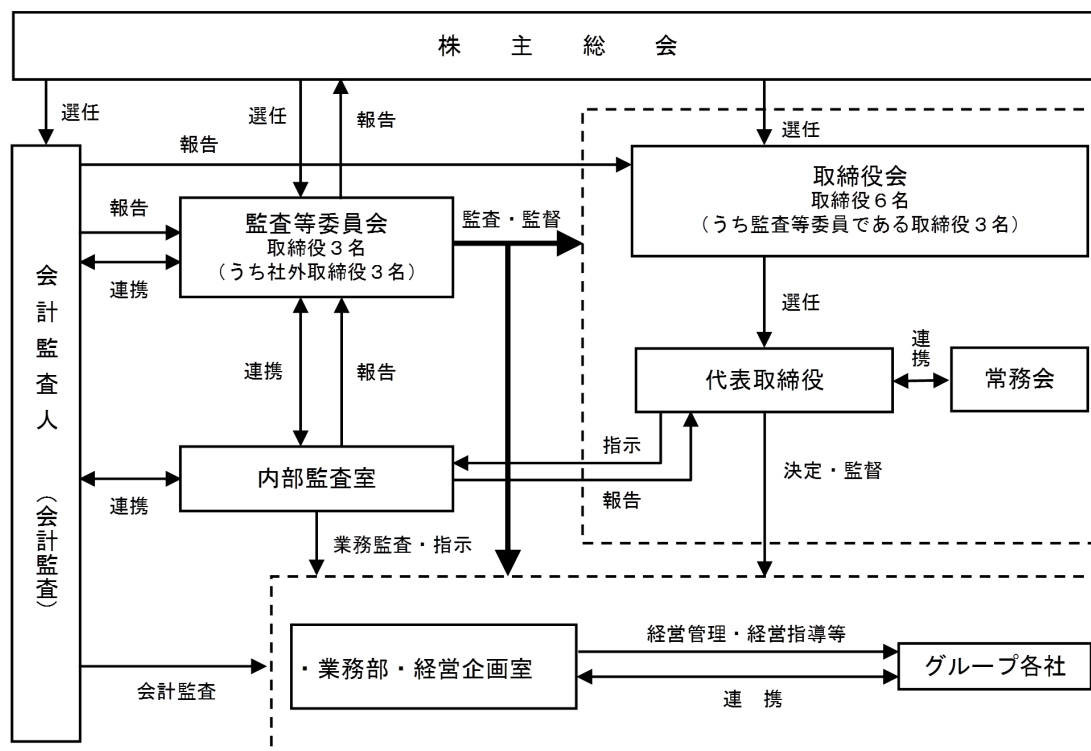 株　主　総　会
選任
選任
報告
選任
報告
取締役会
取締役６名
（うち監査等委員である取締役３名）
報告
監査等委員会
取締役３名
（うち社外取締役３名）
監査・監督
連携
選任
会計監査人　（会計監査）
連携
報告
代表取締役
連携
常務会
指示
決定・監督
内部監査室
連携
報告
業務監査・指示
経営管理・経営指導等
・業務部・経営企画室
グループ各社
会計監査
連　携